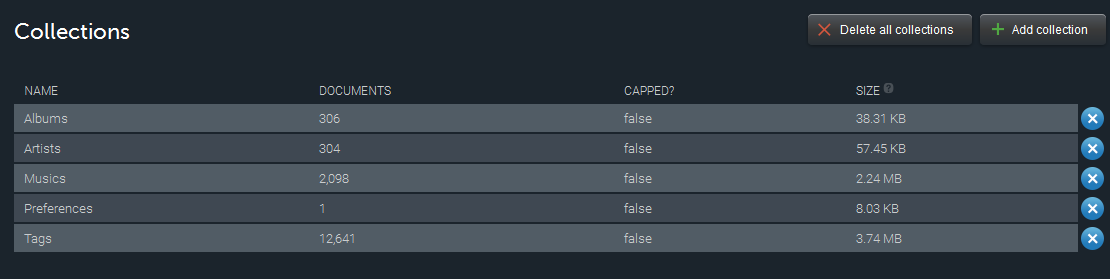 Collections
Delete all collections Add collection
NAME DOCUMENTS CAPPED? SIZE ?
Albums 306 false 38.31 KB
Artists 304 false 57.45 KB
Musics 2,098 false 2.24 MB
Preferences 1 false 8.03 KB
Tags 12,641 false 3.74 MB